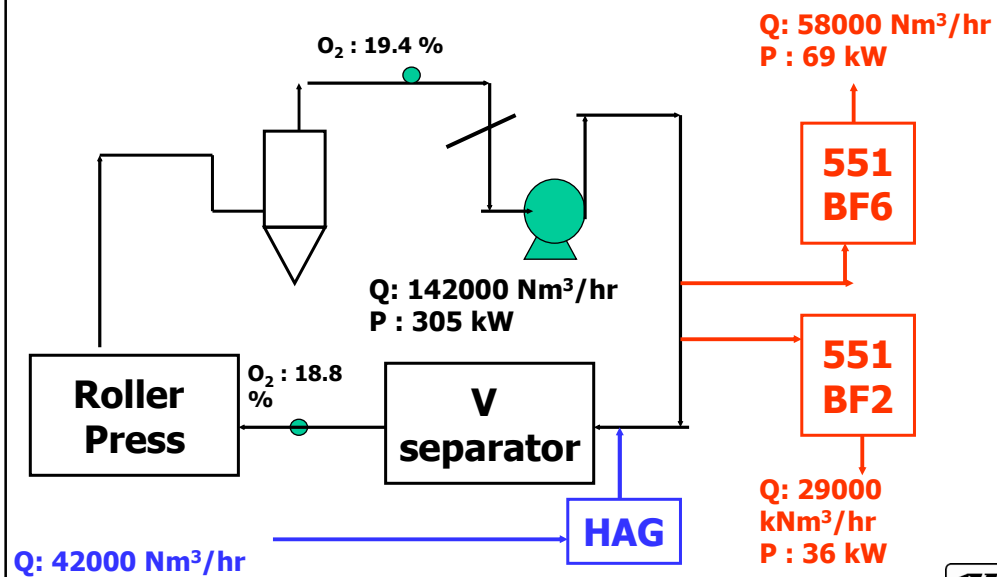 Q: 58000 Nm³/hr
P : 69 kW
O₂ : 19.4 %
551
BF6
Q: 142000 Nm³/hr
P : 305 kW
551
BF2
Roller
Press
O₂ : 18.8
%
V
separator
Q: 29000
kNm³/hr
P : 36 kW
HAG
Q: 42000 Nm³/hr